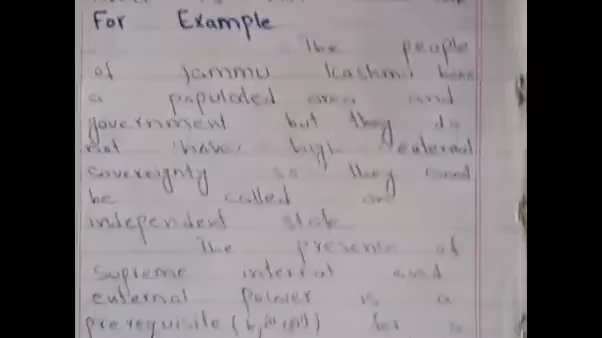 For Example
The people
of jammu Kashmir have
a populated area and
government but they do
not have high external
sovereignty so they
be called an
independent state
The presence of
supreme internal and
external power is a
prerequisite ( for a